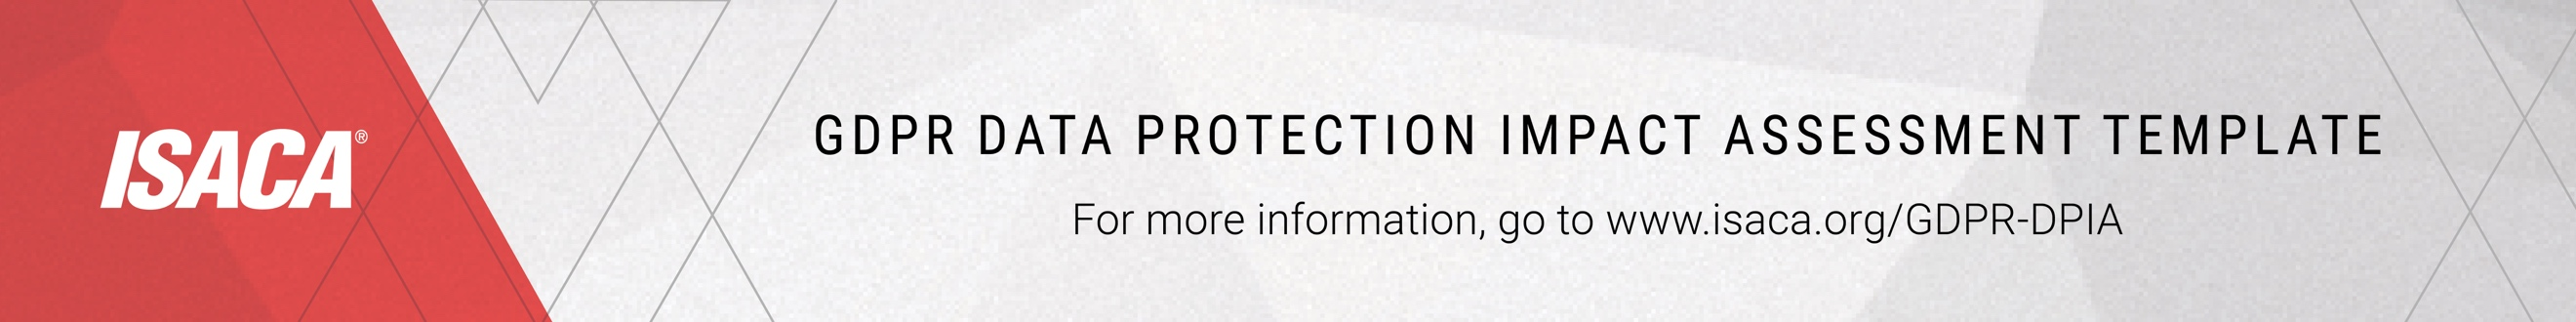 ISACA®
GDPR DATA PROTECTION IMPACT ASSESSMENT TEMPLATE
For more information, go to www.isaca.org/GDPR-DPIA